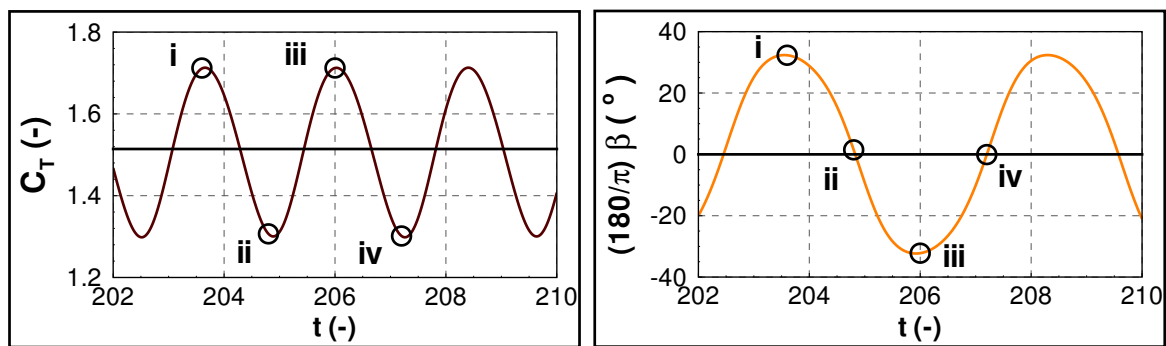 1.8
1.6
1.4
1.2
C_T (-)
i
iii
ii
iv
202 204 206 208 210
t (-)
40
20
0
-20
-40
(180/π) β ( °)
i
ii
iv
iii
202 204 206 208 210
t (-)